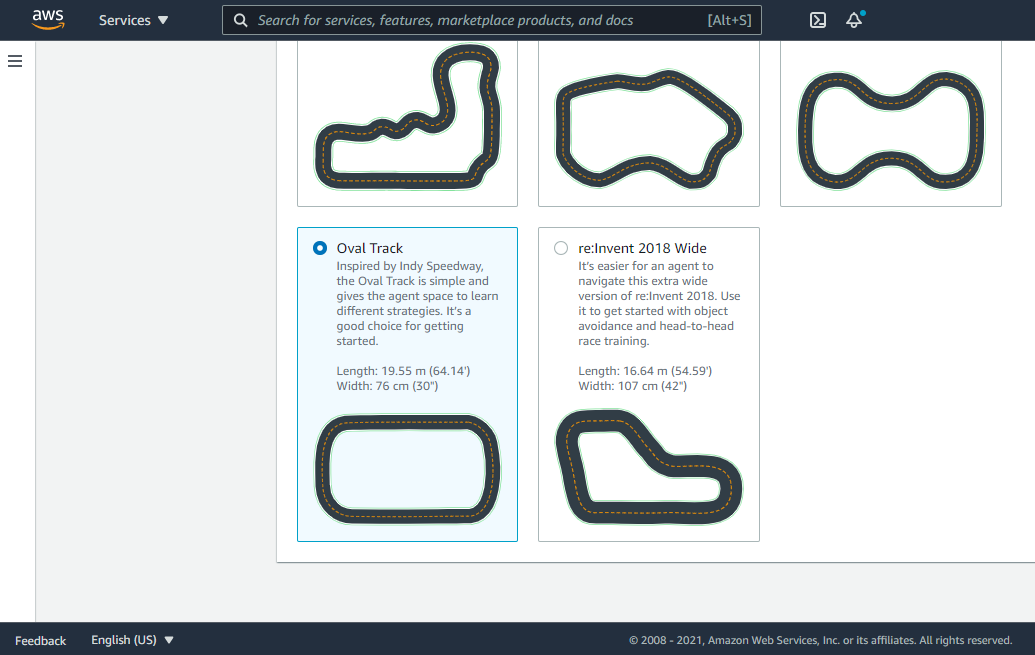 aws
Services ▼
Search for services, features, marketplace products, and docs [Alt+S]
Oval Track
Inspired by Indy Speedway,
the Oval Track is simple and
gives the agent space to learn
different strategies. It's a
good choice for getting
started.
Length: 19.55 m (64.14')
Width: 76 cm (30")
re:Invent 2018 Wide
It's easier for an agent to
navigate this extra wide
version of re:Invent 2018. Use
it to get started with object
avoidance and head-to-head
race training.
Length: 16.64 m (54.59')
Width: 107 cm (42")
Feedback
English (US) ▼
© 2008 - 2021, Amazon Web Services, Inc. or its affiliates. All rights reserved.